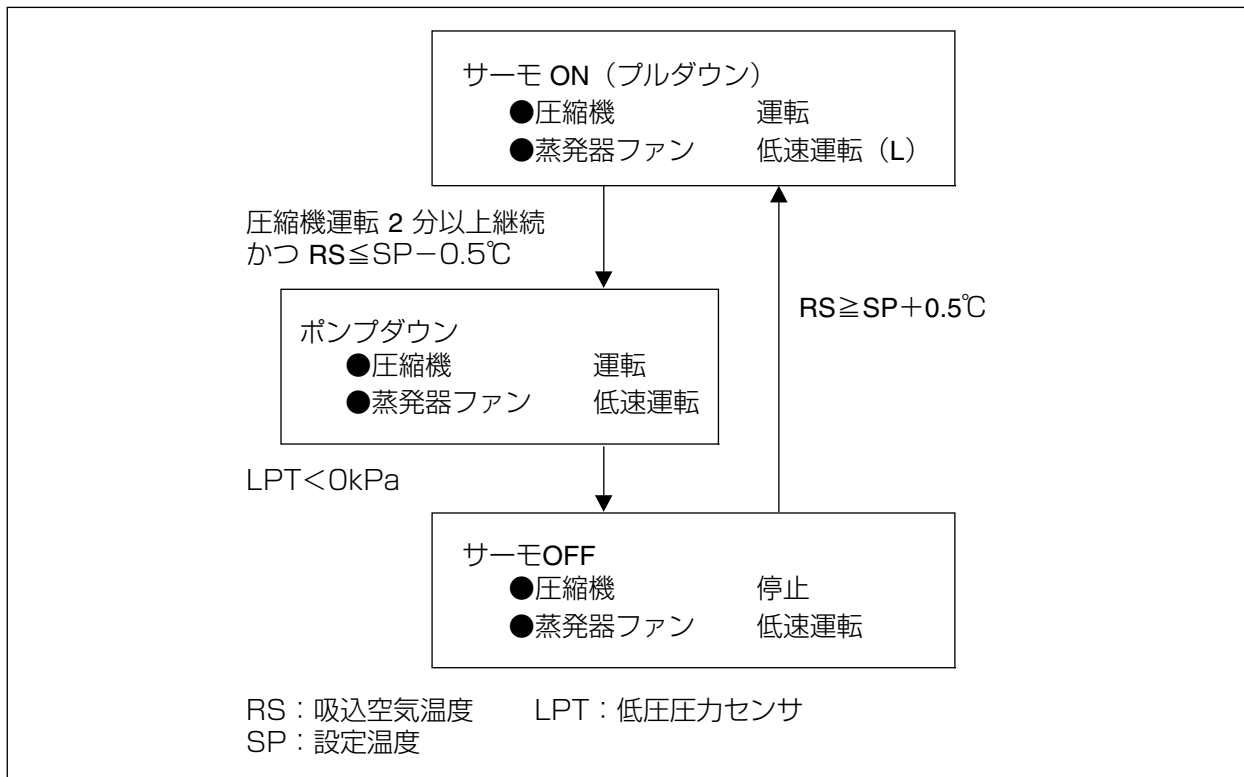 サーモ ON（プルダウン）
●圧縮機 運転
●蒸発器ファン 低速運転（L）
圧縮機運転 2 分以上継続
かつ RS≦SP－0.5℃
RS≧SP＋0.5℃
ポンプダウン
●圧縮機 運転
●蒸発器ファン 低速運転
LPT＜0kPa
サーモOFF
●圧縮機 停止
●蒸発器ファン 低速運転
RS：吸込空気温度 LPT：低圧圧力センサ
SP：設定温度